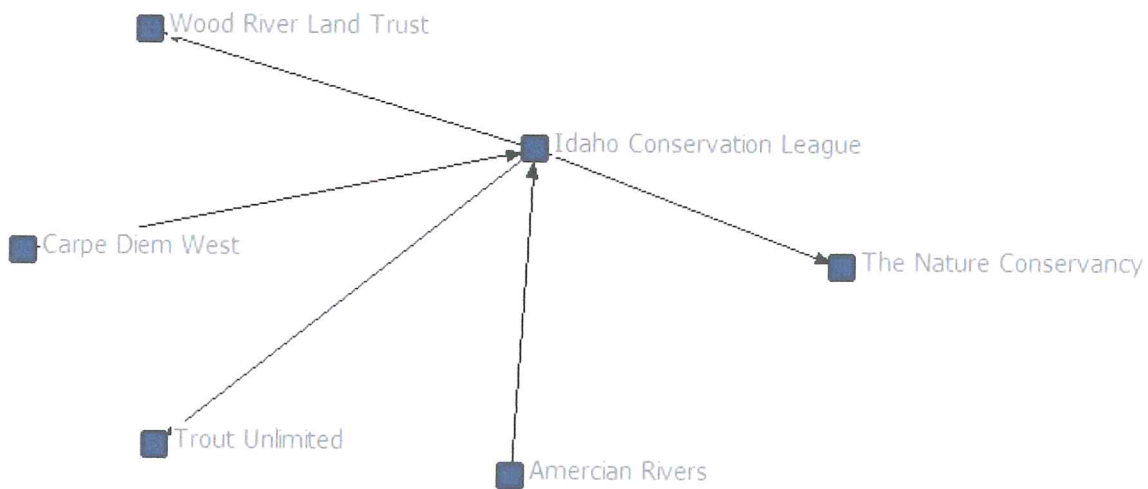 Wood River Land Trust
Idaho Conservation League
Carpe Diem West
The Nature Conservancy
Trout Unlimited
Amercian Rivers